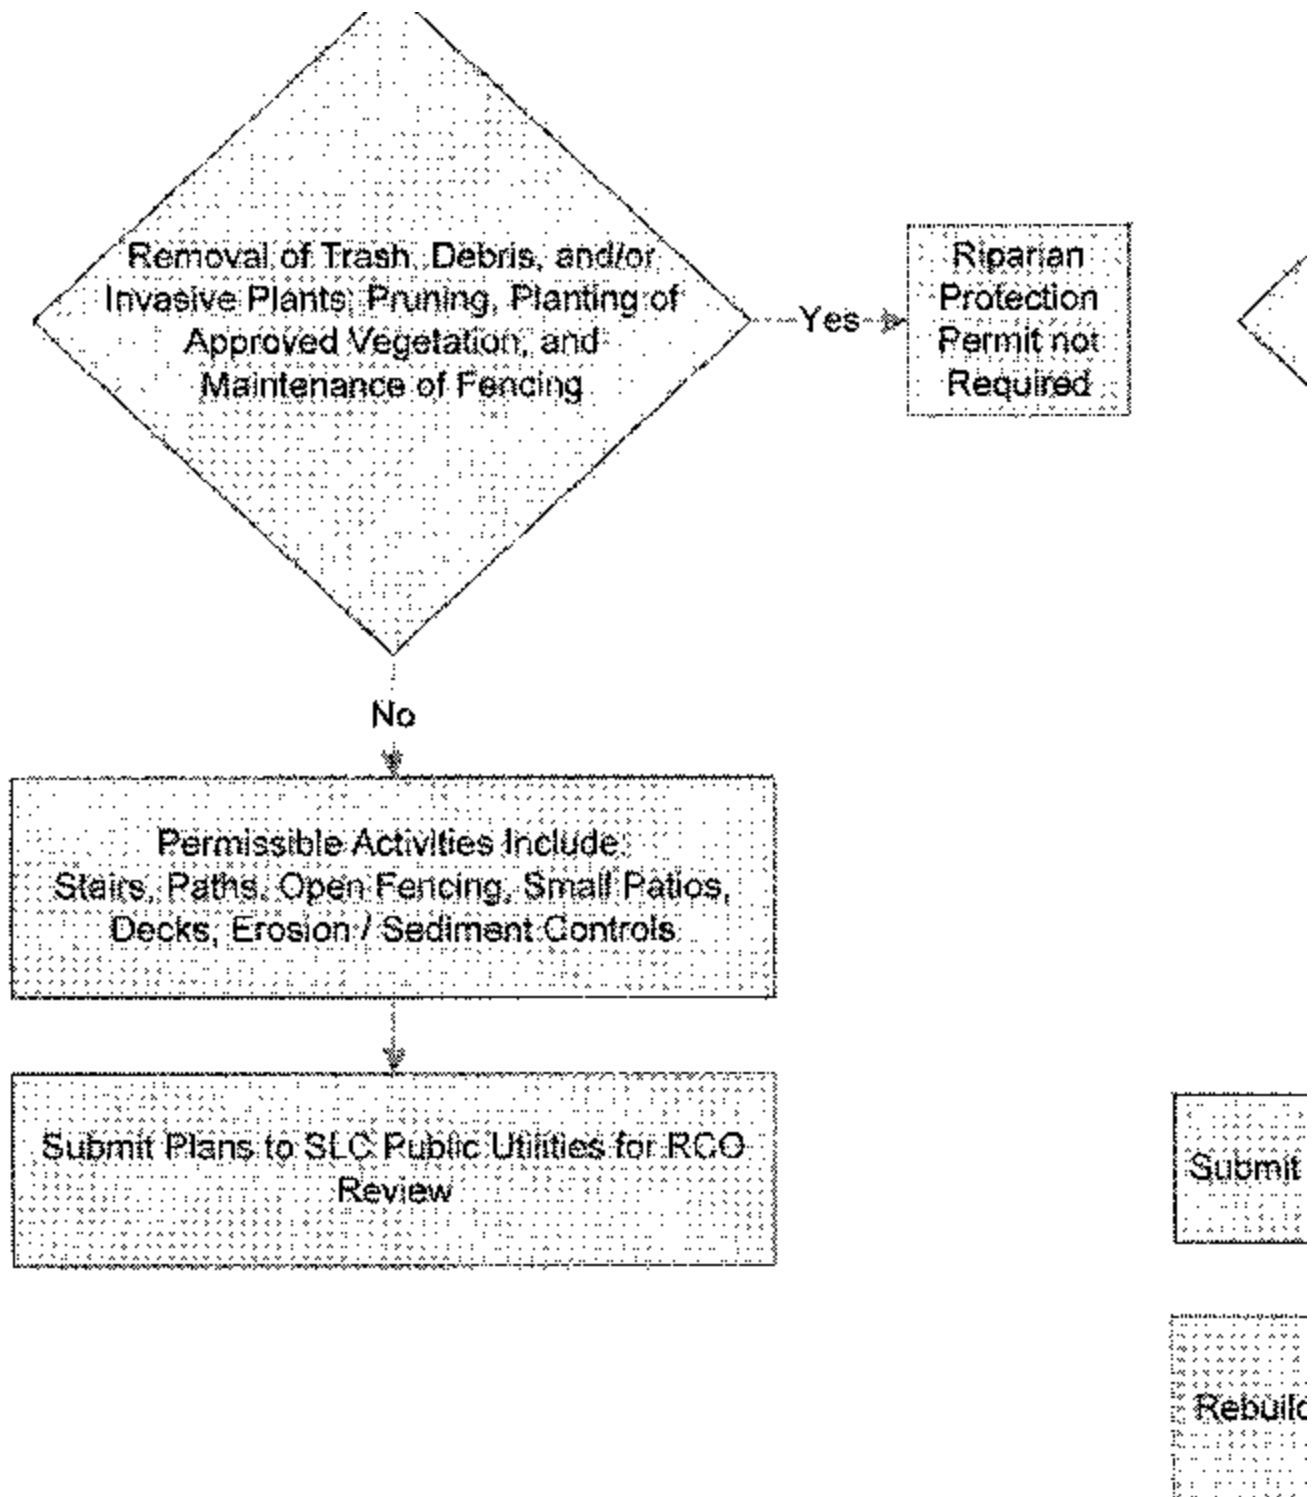 Removal of Trash, Debris, and/or
Invasive Plants, Pruning, Planting of
Approved Vegetation, and
Maintenance of Fencing
Yes
Riparian
Protection
Permit not
Required
No
Permissible Activities Include:
Stairs, Paths, Open Fencing, Small Patios,
Decks, Erosion / Sediment Controls
Submit Plans to SLC Public Utilities for RCO
Review
Submit
Rebuild